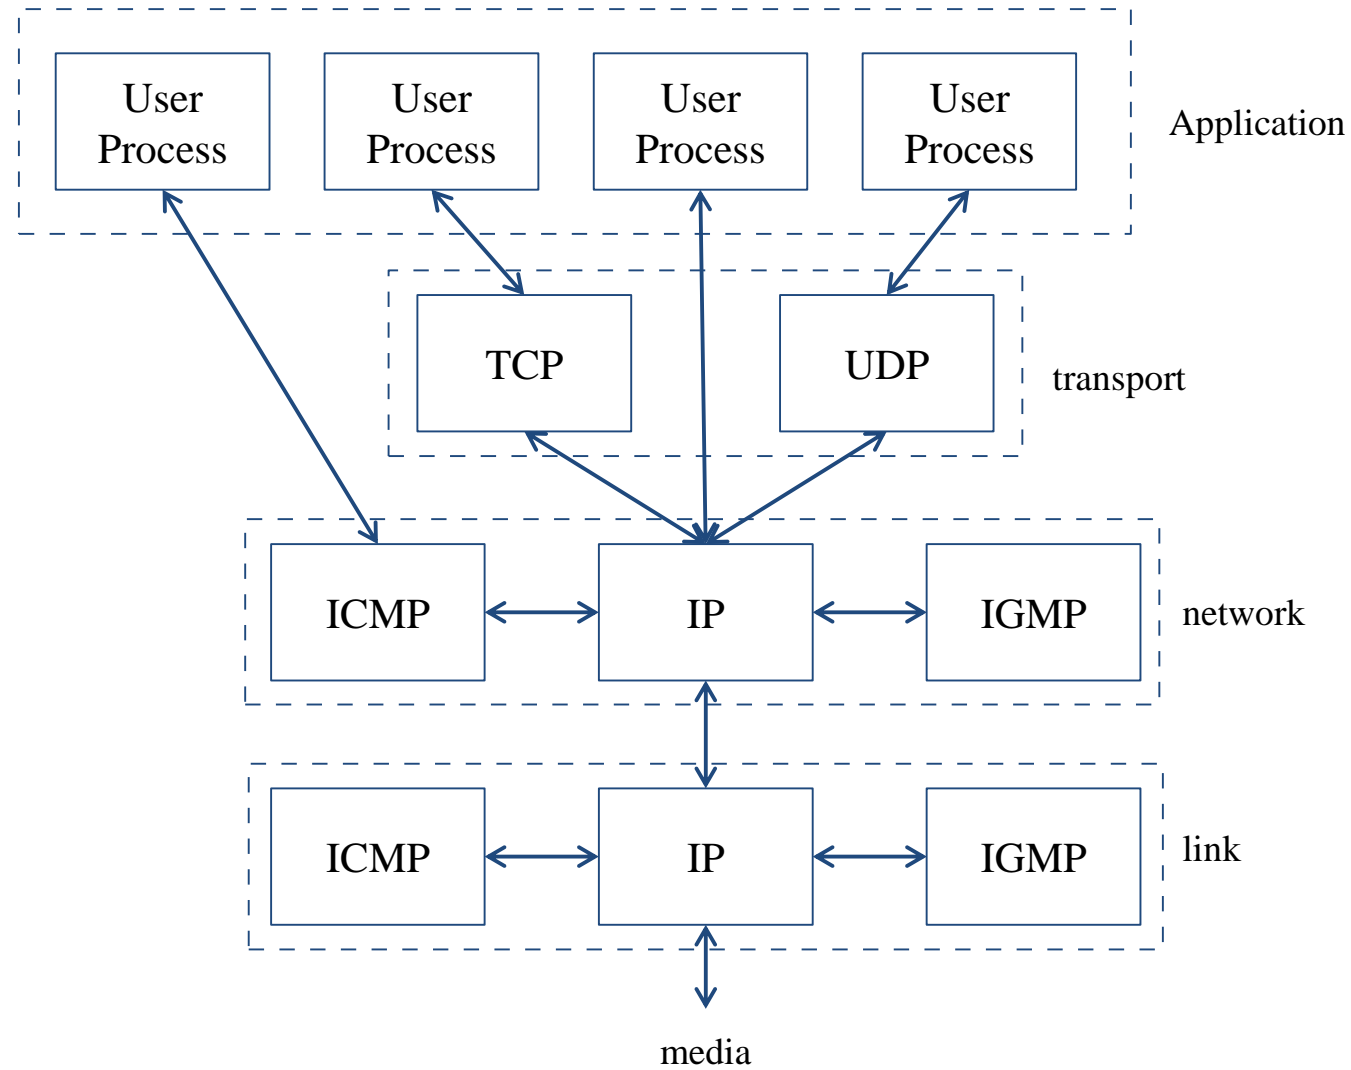 User
Process
User
Process
User
Process
User
Process
Application
TCP
UDP
transport
ICMP
IP
IGMP
network
ICMP
IP
IGMP
link
media